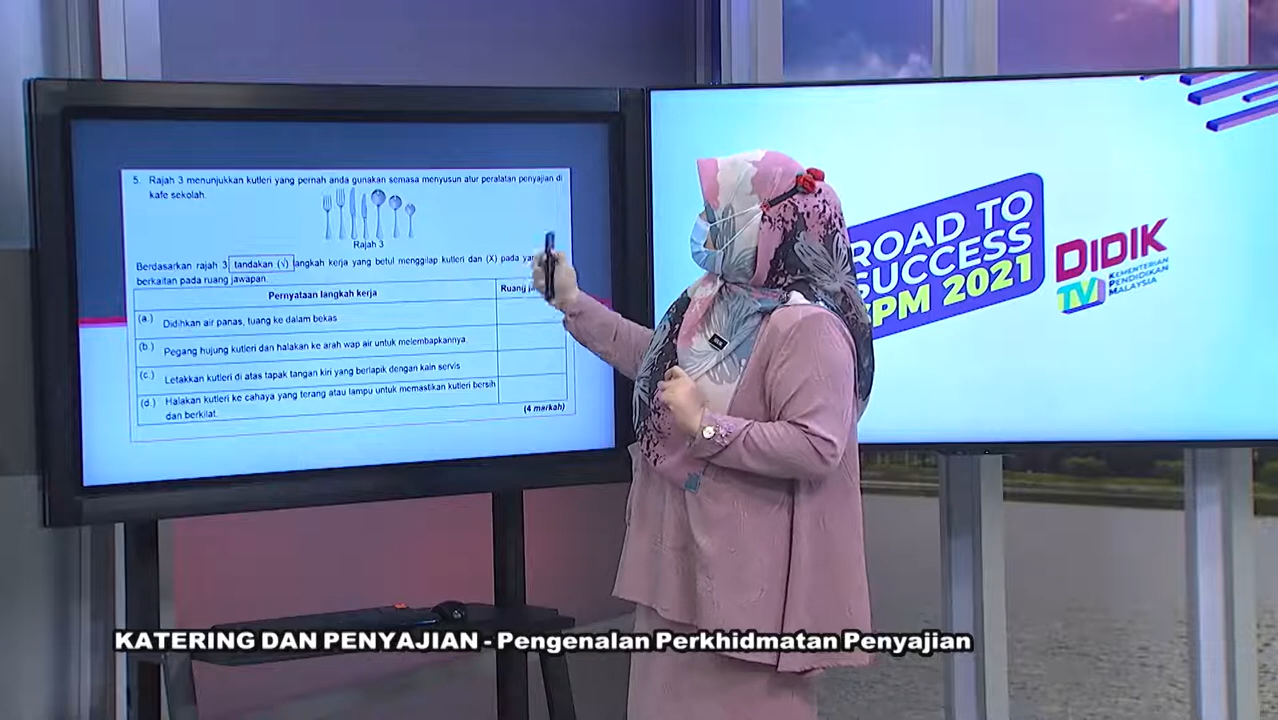 5. Rajah 3 menunjukkan kutleri yang pernah anda gunakan semasa menyusun atur peralatan penyajian di
kafe sekolah.
Rajah 3
Berdasarkan rajah 3 tandakan (√) langkah kerja yang betul menggilap kutleri dan (X) pada
berkaitan pada ruang jawapan.
Pernyataan langkah kerja
Ruang
(a.) Didihkan air panas, tuang ke dalam bekas
(b.) Pegang hujung kutleri dan halakan ke arah wap air untuk melembapkannya.
(c.) Letakkan kutleri di atas tapak tangan kiri yang berlapik dengan kain servis
(d.) Halakan kutleri ke cahaya yang terang atau lampu untuk memastikan kutleri bersih
dan berkilat.
(4 markah)
ROAD TO
SUCCESS
SPM 2021
DIDIK
TV
KEMENTERIAN
PENDIDIKAN
MALAYSIA
KATERING DAN PENYAJIAN - Pengenalan Perkhidmatan Penyajian